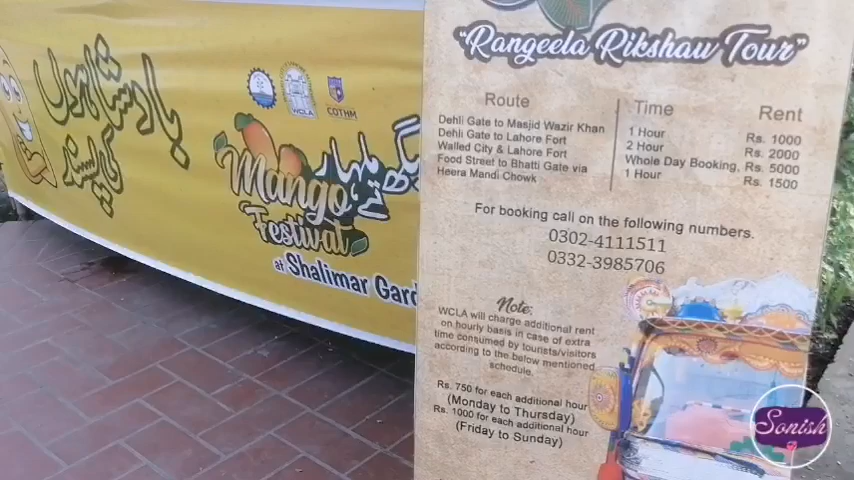 بادشاہوں
کی پسند
WCLA
COTHM
Mango
Festival
at Shalimar Gard
"Rangeela Rikshaw Tour"
Route Time Rent
Dehli Gate to Masjid Wazir Khan 1 Hour Rs. 1000
Dehli Gate to Lahore Fort 2 Hour Rs. 2000
Walled City & Lahore Fort Whole Day Booking, Rs. 5000
Food Street to Bhatti Gate via 1 Hour Rs. 1500
Heera Mandi Chowk
For booking call on the following numbers.
0302-4111511
0332-3985706
Note;
WCLA will charge additional rent
on hourly basis in case of extra
time consumed by tourists/visitors
according to the below mentioned
schedule.
Rs. 750 for each additional hour
(Monday to Thursday)
Rs. 1000 for each additional hour
(Friday to Sunday)
Sonish